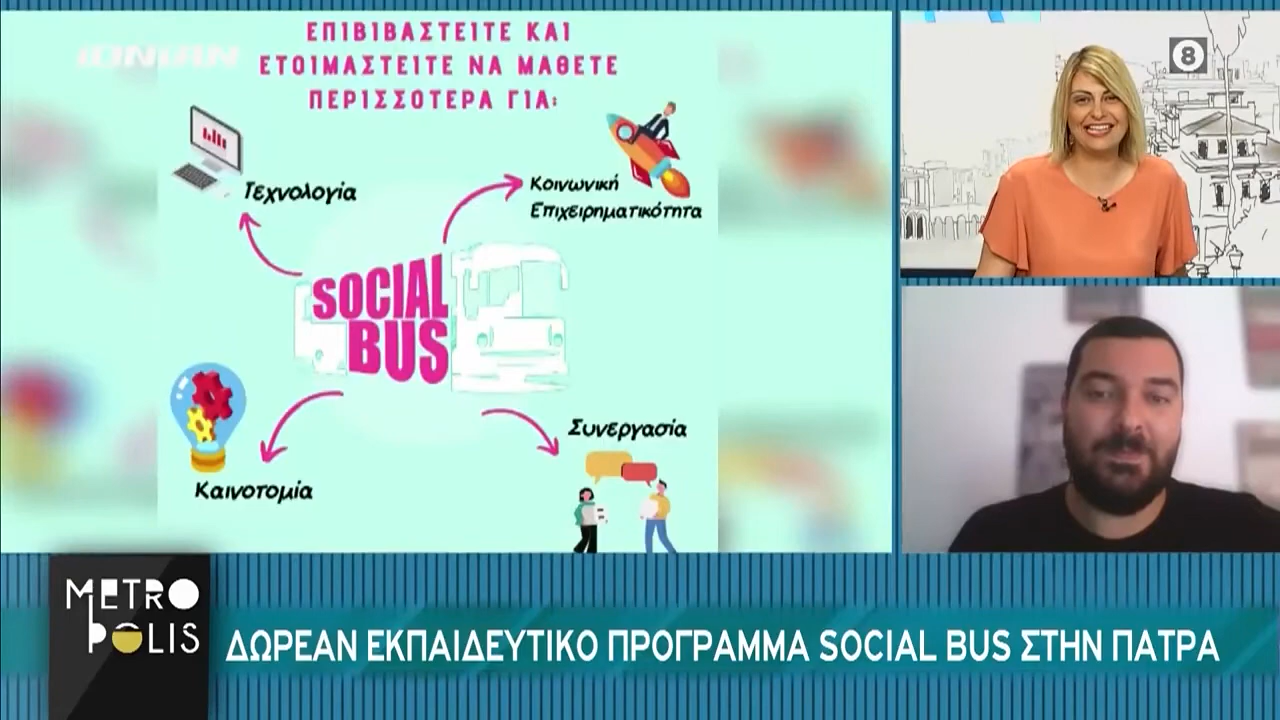 IONIAN
ΕΠΙΒΙΒΑΣΤΕΙΤΕ ΚΑΙ
ΕΤΟΙΜΑΣΤΕΙΤΕ ΝΑ ΜΑΘΕΤΕ
ΠΕΡΙΣΣΟΤΕΡΑ ΓΙΑ:
8
Τεχνολογία
Κοινωνική
Επιχειρηματικότητα
SOCIAL
BUS
Συνεργασία
Καινοτομία
METRO
POLIS
ΔΩΡΕΑΝ ΕΚΠΑΙΔΕΥΤΙΚΟ ΠΡΟΓΡΑΜΜΑ SOCIAL BUS ΣΤΗΝ ΠΑΤΡΑ